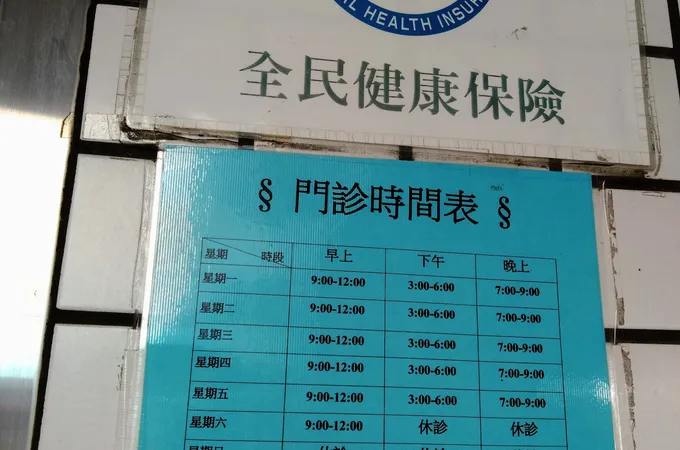 L HEALTH INSUR
全民健康保險
§ 門診時間表 §
星期 時段 早上 下午 晚上
星期一 9:00-12:00 3:00-6:00 7:00-9:00
星期二 9:00-12:00 3:00-6:00 7:00-9:00
星期三 9:00-12:00 3:00-6:00 7:00-9:00
星期四 9:00-12:00 3:00-6:00 7:00-9:00
星期五 9:00-12:00 3:00-6:00 7:00-9:00
星期六 9:00-12:00 休診 休診